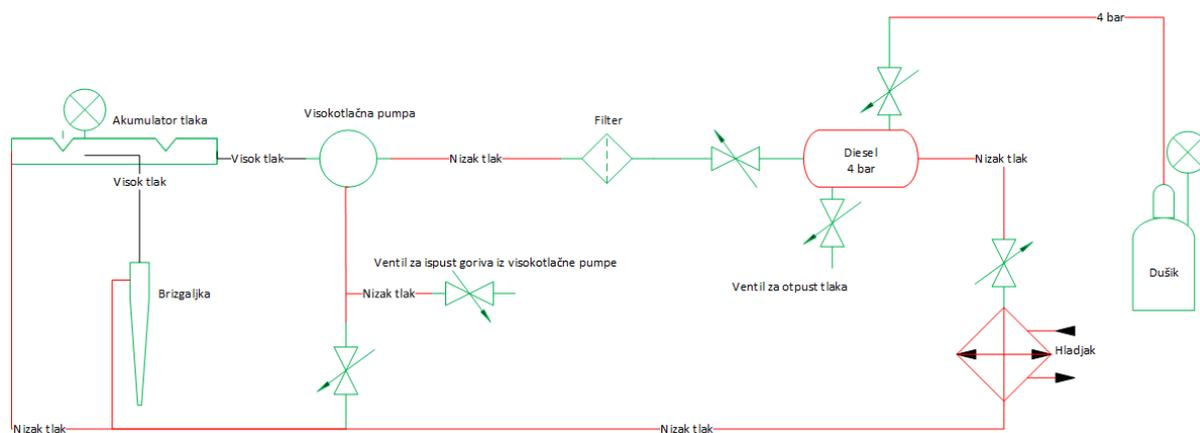 4 bar
Akumulator tlaka
Visokotlačna pumpa
Filter
Visok tlak
Nizak tlak
Diesel
4 bar
Nizak tlak
Visok tlak
Ventil za ispust goriva iz visokotlačne pumpe
Dušik
Brizgaljka
Nizak tlak
Ventil za otpust tlaka
Hladjak
Nizak tlak
Nizak tlak